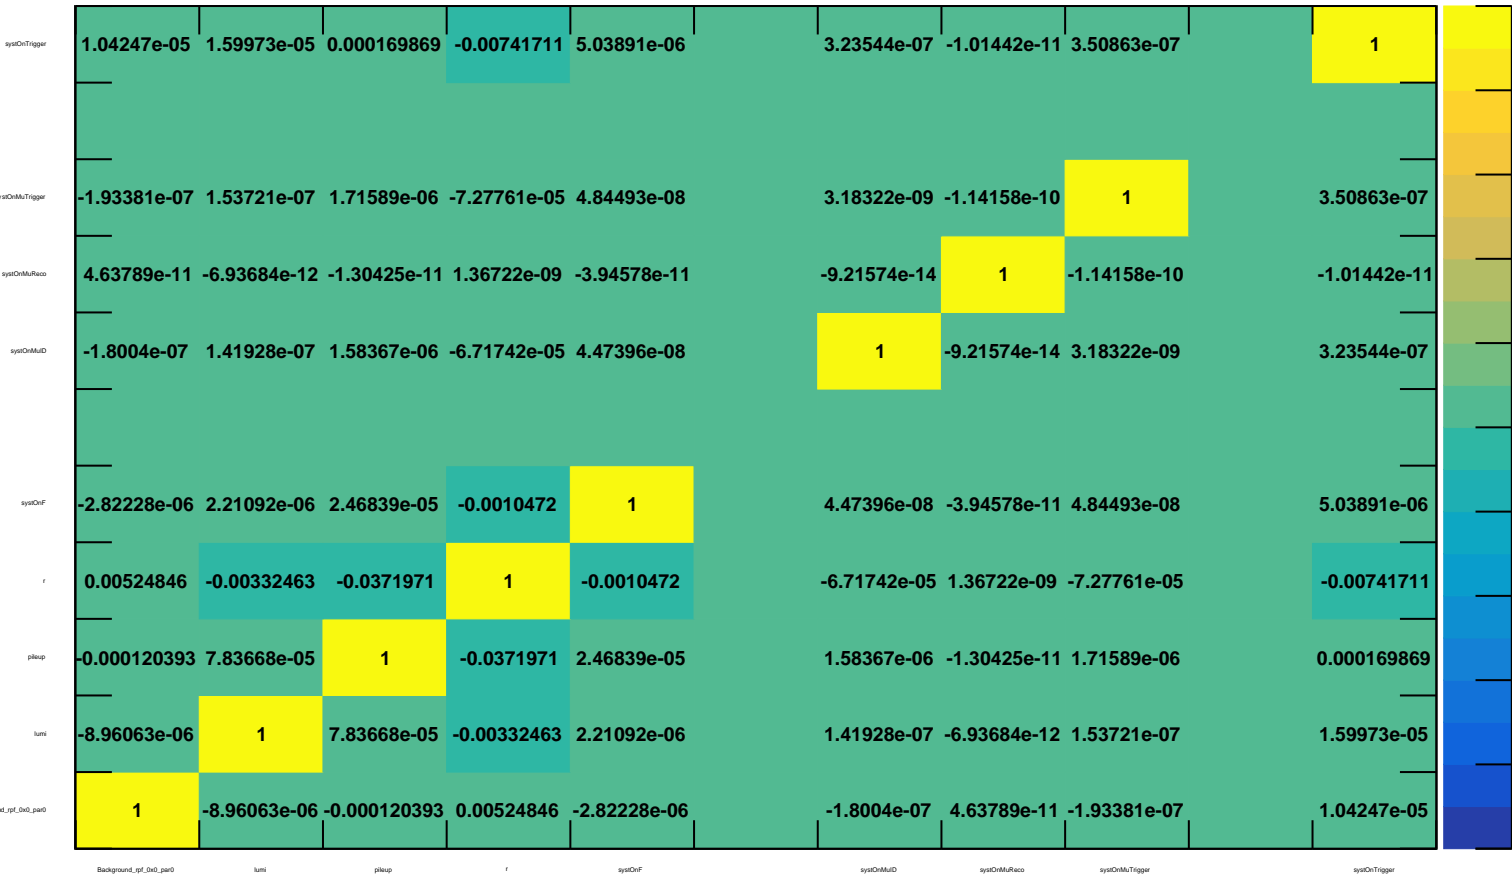 systOnTrigger 1.04247e-05 1.59973e-05 0.000169869 -0.00741711 5.03891e-06 3.23544e-07 -1.01442e-11 3.50863e-07 1
stOnMuTrigger -1.93381e-07 1.53721e-07 1.71589e-06 -7.27761e-05 4.84493e-08 3.18322e-09 -1.14158e-10 1 3.50863e-07
systOnMuReco 4.63789e-11 -6.93684e-12 -1.30425e-11 1.36722e-09 -3.94578e-11 -9.21574e-14 1 -1.14158e-10 -1.01442e-11
systOnMuID -1.8004e-07 1.41928e-07 1.58367e-06 -6.71742e-05 4.47396e-08 1 -9.21574e-14 3.18322e-09 3.23544e-07
systOnF -2.82228e-06 2.21092e-06 2.46839e-05 -0.0010472 1 4.47396e-08 -3.94578e-11 4.84493e-08 5.03891e-06
r 0.00524846 -0.00332463 -0.0371971 1 -0.0010472 -6.71742e-05 1.36722e-09 -7.27761e-05 -0.00741711
pileup -0.000120393 7.83668e-05 1 -0.0371971 2.46839e-05 1.58367e-06 -1.30425e-11 1.71589e-06 0.000169869
lumi -8.96063e-06 1 7.83668e-05 -0.00332463 2.21092e-06 1.41928e-07 -6.93684e-12 1.53721e-07 1.59973e-05
d_rpf_0x0_par0 1 -8.96063e-06 -0.000120393 0.00524846 -2.82228e-06 -1.8004e-07 4.63789e-11 -1.93381e-07 1.04247e-05
Background_rpf_0x0_par0 lumi pileup r systOnF systOnMuID systOnMuReco systOnMuTrigger systOnTrigger